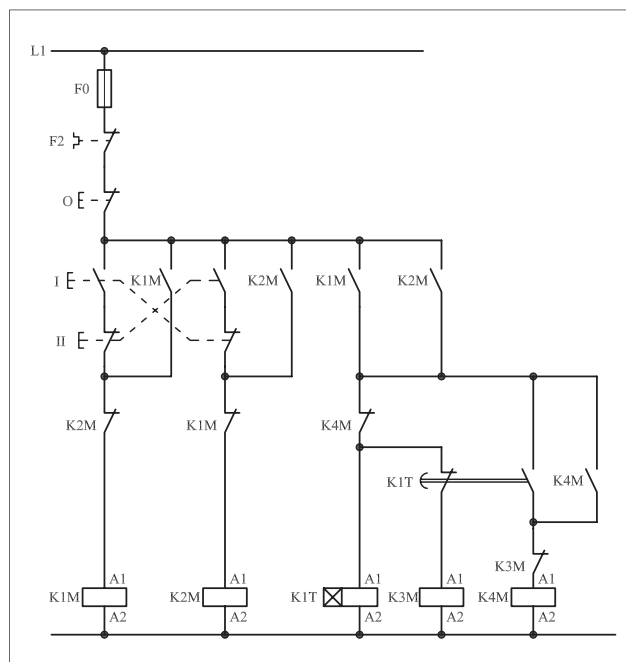 L1
F0
F2
O
I K1M K2M K1M K2M
II
K2M K1M K4M
K1T K4M
K3M
A1 A1 A1 A1 A1
K1M K2M K1T K3M K4M
A2 A2 A2 A2 A2